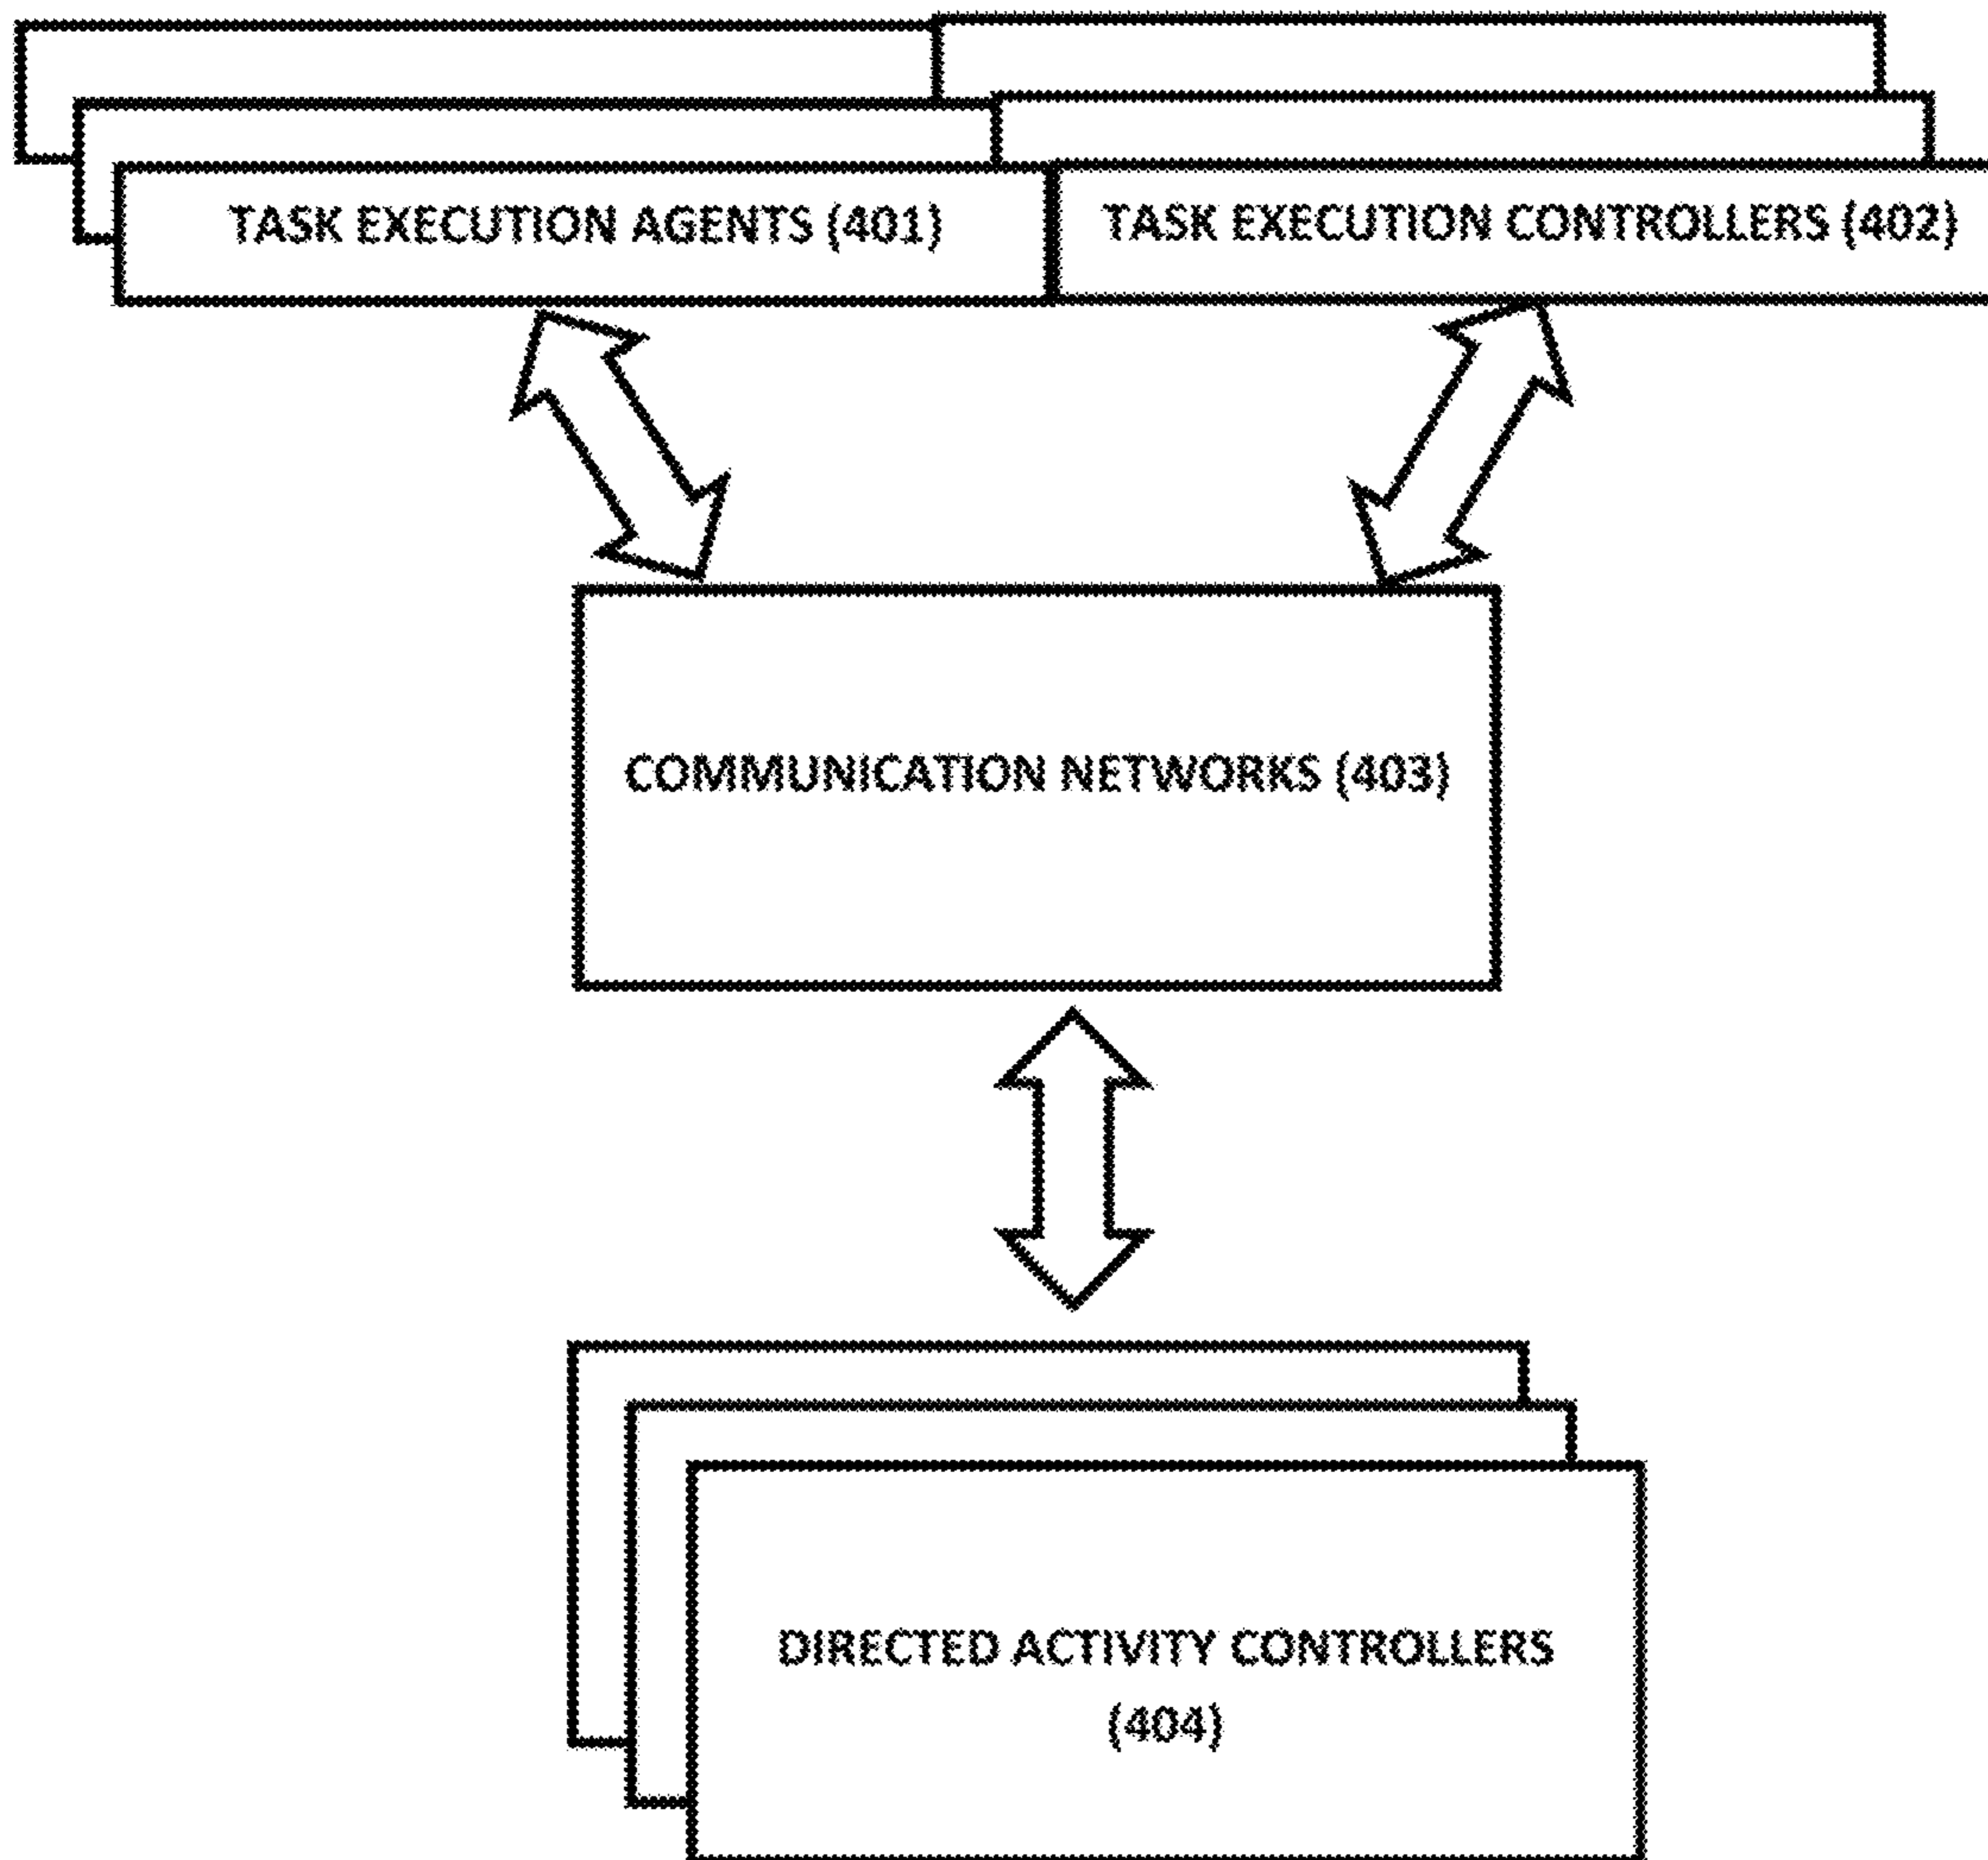 TASK EXECUTION AGENTS (401)
TASK EXECUTION CONTROLLERS (402)
COMMUNICATION NETWORKS (403)
DIRECTED ACTIVITY CONTROLLERS
(404)